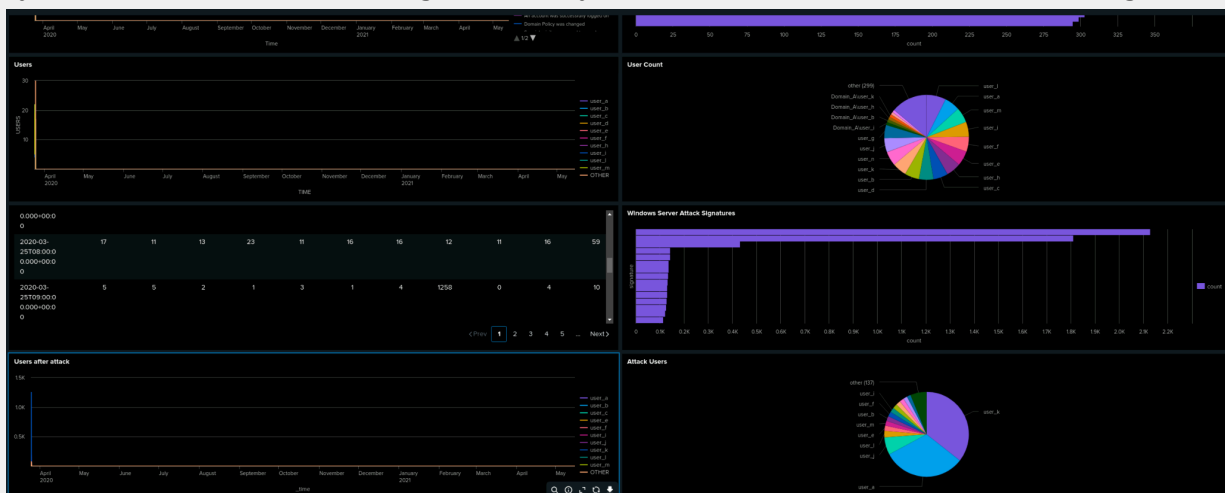 An account was successfully logged on
Domain Policy was changed
1/2
April
2020
May
June
July
August
September
October
November
December
January
2021
February
March
April
May
Time
0
25
50
75
100
125
150
175
200
225
250
275
300
325
350
count
Users
30
20
10
USERS
user_a
user_b
user_c
user_d
user_e
user_f
user_h
user_i
user_l
user_m
OTHER
April
2020
May
June
July
August
September
October
November
December
January
2021
February
March
April
May
TIME
User Count
other (299)
Domain_A\user_k
Domain_A\user_h
Domain_A\user_i
user_g
user_j
user_n
user_k
user_b
user_d
user_m
user_f
user_e
user_h
user_c
0.000+00:0
0
2020-03-
25T08:00:0
0.000+00:0
0
17 11 13 23 11 16 16 12 11 16 59
2020-03-
25T09:00:0
0.000+00:0
0
5 5 2 1 3 1 4 1258 0 4 10
< Prev 1 2 3 4 5 ... Next >
Windows Server Attack Signatures
signature
count
0 0.1K 0.2K 0.3K 0.4K 0.5K 0.6K 0.7K 0.8K 0.9K 1.0K 1.1K 1.2K 1.3K 1.4K 1.5K 1.6K 1.7K 1.8K 1.9K 2K 2.1K 2.2K
count
Users after attack
1.5K
1.0K
0.5K
user_a
user_b
user_c
user_e
user_f
user_i
user_j
user_k
user_l
user_m
OTHER
April
2020
May
June
July
August
September
October
November
December
January
2021
February
March
April
May
_time
Attack Users
other (137)
user_i
user_f
user_b
user_m
user_e
user_l
user_j
user_k
user_a